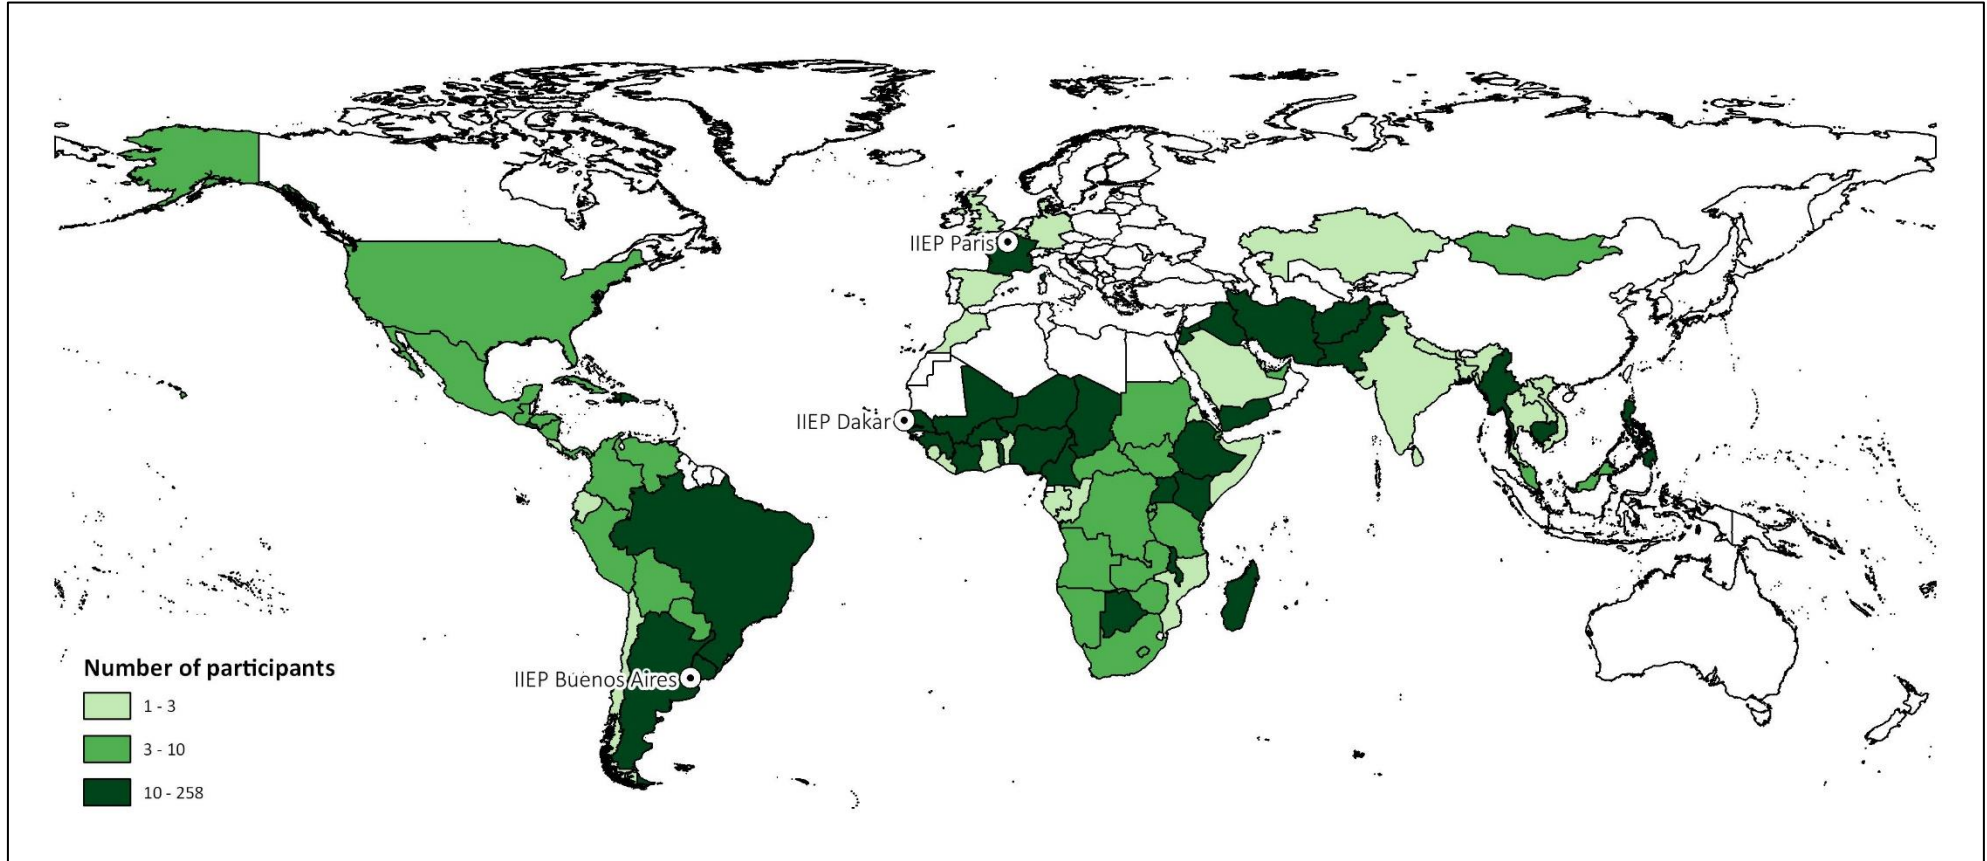 IIEP Paris
IIEP Dakar
IIEP Buenos Aires
Number of participants
1 - 3
3 - 10
10 - 258